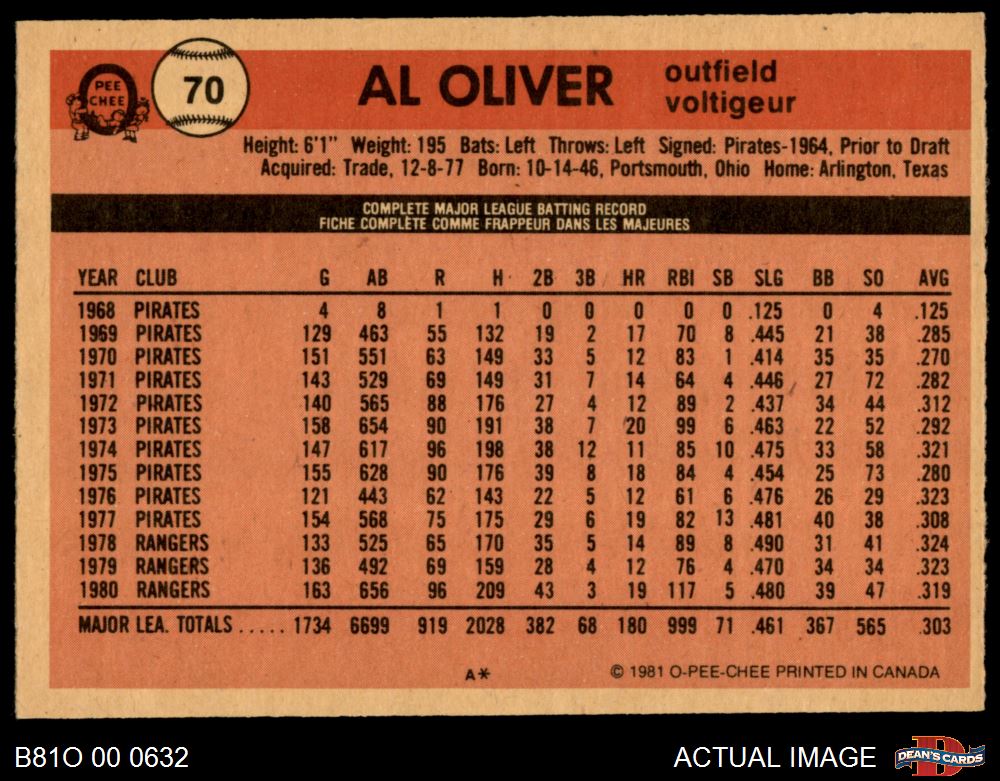 PEE
CHEE
70
AL OLIVER
outfield
voltigeur
Height: 6'1" Weight: 195 Bats: Left Throws: Left Signed: Pirates-1964, Prior to Draft
Acquired: Trade, 12-8-77 Born: 10-14-46, Portsmouth, Ohio Home: Arlington, Texas
COMPLETE MAJOR LEAGUE BATTING RECORD
FICHE COMPLÈTE COMME FRAPPEUR DANS LES MAJEURES
YEAR CLUB G AB R H 2B 3B HR RBI SB SLG BB SO AVG
1968 PIRATES 4 8 1 1 0 0 0 0 0 .125 0 4 .125
1969 PIRATES 129 463 55 132 19 2 17 70 8 .445 21 38 .285
1970 PIRATES 151 551 63 149 33 5 12 83 1 .414 35 35 .270
1971 PIRATES 143 529 69 149 31 7 14 64 4 .446 27 72 .282
1972 PIRATES 140 565 88 176 27 4 12 89 2 .437 34 44 .312
1973 PIRATES 158 654 90 191 38 7 20 99 6 .463 22 52 .292
1974 PIRATES 147 617 96 198 38 12 11 85 10 .475 33 58 .321
1975 PIRATES 155 628 90 176 39 8 18 84 4 .454 25 73 .280
1976 PIRATES 121 443 62 143 22 5 12 61 6 .476 26 29 .323
1977 PIRATES 154 568 75 175 29 6 19 82 13 .481 40 38 .308
1978 RANGERS 133 525 65 170 35 5 14 89 8 .490 31 41 .324
1979 RANGERS 136 492 69 159 28 4 12 76 4 .470 34 34 .323
1980 RANGERS 163 656 96 209 43 3 19 117 5 .480 39 47 .319
MAJOR LEA. TOTALS ..... 1734 6699 919 2028 382 68 180 999 71 .461 367 565 .303
A* © 1981 O-PEE-CHEE PRINTED IN CANADA
B81O 00 0632
ACTUAL IMAGE
DEAN'S CARDS